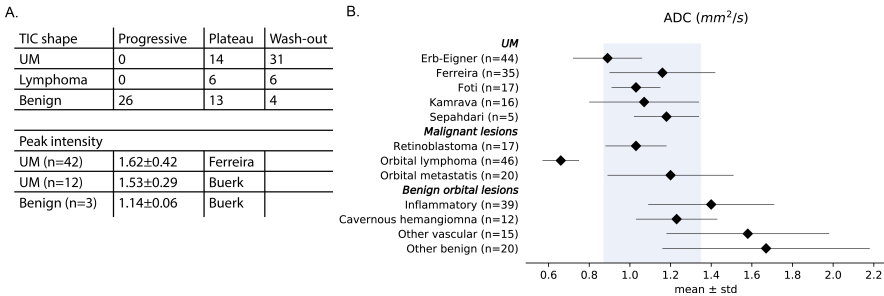 A.
TIC shape Progressive Plateau Wash-out
UM 0 14 31
Lymphoma 0 6 6
Benign 26 13 4
Peak intensity
UM (n=42) 1.62±0.42 Ferreira
UM (n=12) 1.53±0.29 Buerk
Benign (n=3) 1.14±0.06 Buerk
B.
ADC (mm²/s)
UM
Erb-Eigner (n=44)
Ferreira (n=35)
Foti (n=17)
Kamrava (n=16)
Sepahdari (n=5)
Malignant lesions
Retinoblastoma (n=17)
Orbital lymphoma (n=46)
Orbital metastatis (n=20)
Benign orbital lesions
Inflammatory (n=39)
Cavernous hemangiomna (n=12)
Other vascular (n=15)
Other benign (n=20)
0.6 0.8 1.0 1.2 1.4 1.6 1.8 2.0 2.2
mean ± std